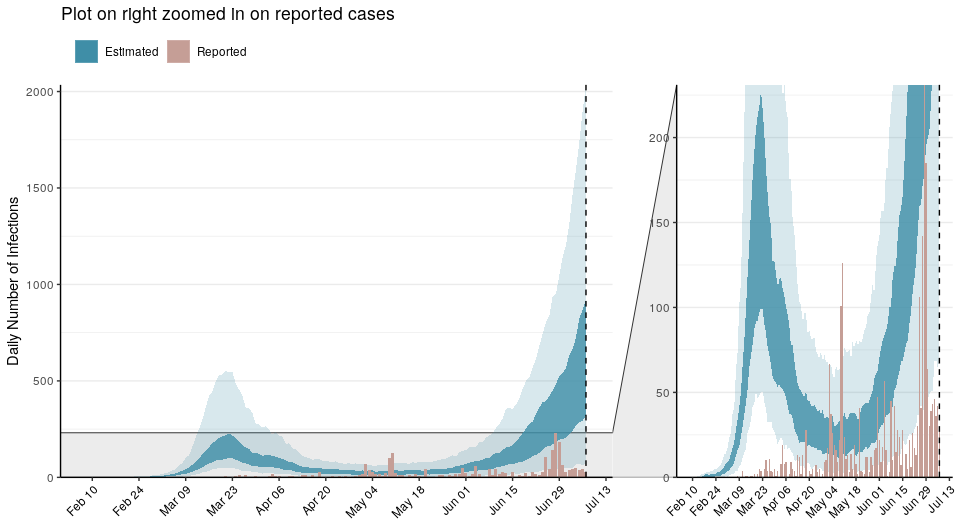 Plot on right zoomed in on reported cases
Estimated
Reported
Daily Number of Infections
2000
1500
1000
500
0
Feb 10
Feb 24
Mar 09
Mar 23
Apr 06
Apr 20
May 04
May 18
Jun 01
Jun 15
Jun 29
Jul 13
200
150
100
50
0
Feb 10
Feb 24
Mar 09
Mar 23
Apr 06
Apr 20
May 04
May 18
Jun 01
Jun 15
Jun 29
Jul 13